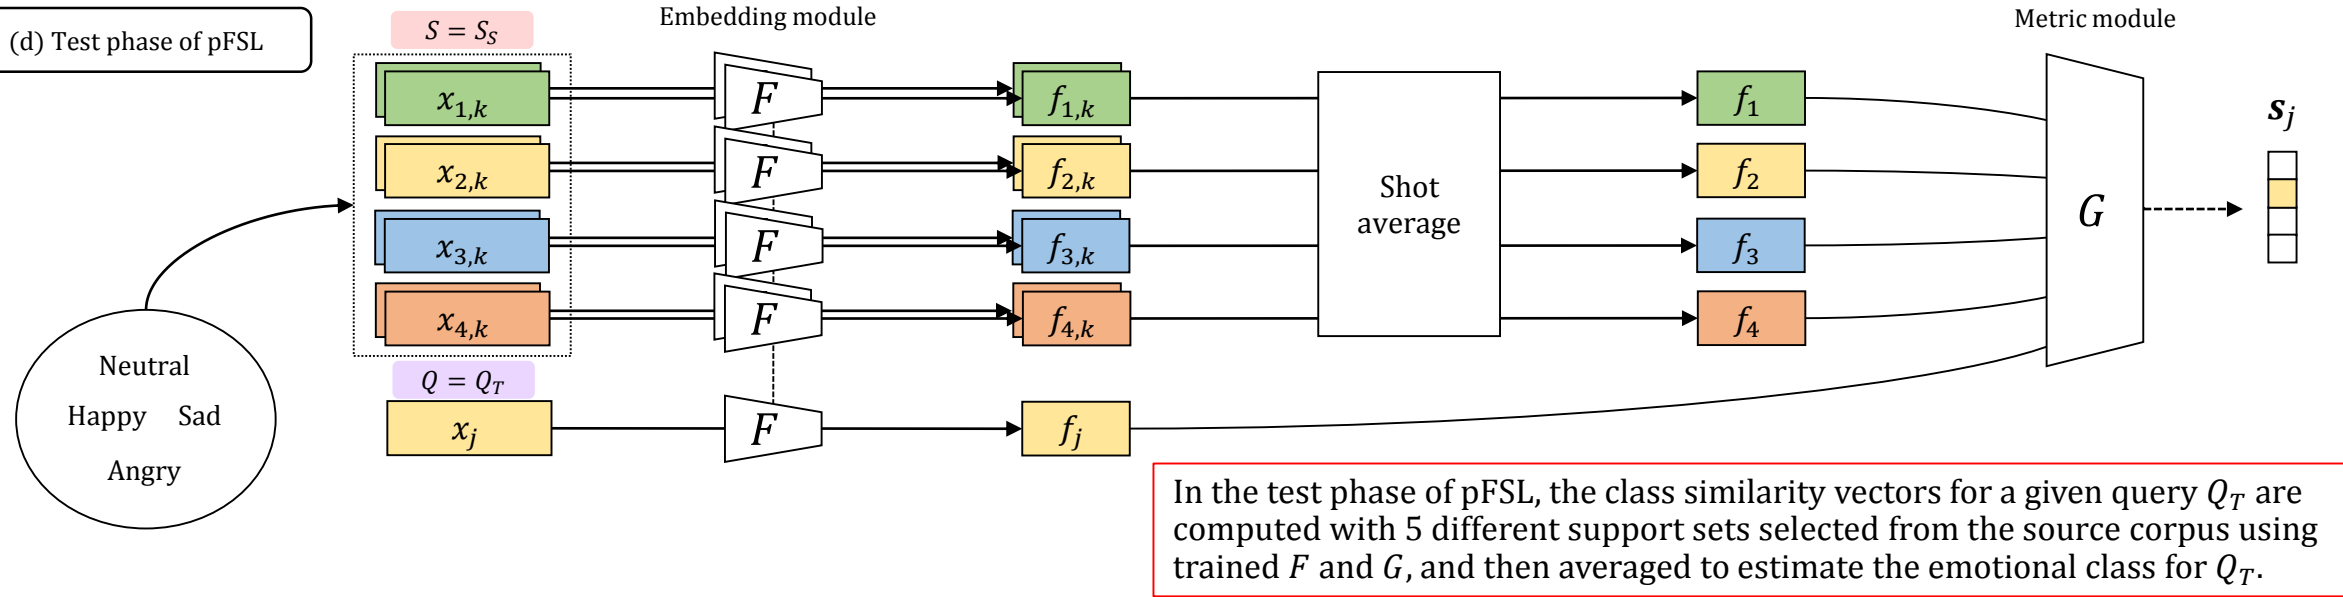 (d) Test phase of pFSL
S = S_S
Embedding module
Metric module
x_{1,k}
F
f_{1,k}
f_1
x_{2,k}
F
f_{2,k}
f_2
x_{3,k}
F
f_{3,k}
f_3
x_{4,k}
F
f_{4,k}
f_4
Shot
average
G
s_j
Neutral
Happy Sad
Angry
Q = Q_T
x_j
F
f_j
In the test phase of pFSL, the class similarity vectors for a given query Q_T are
computed with 5 different support sets selected from the source corpus using
trained F and G, and then averaged to estimate the emotional class for Q_T.